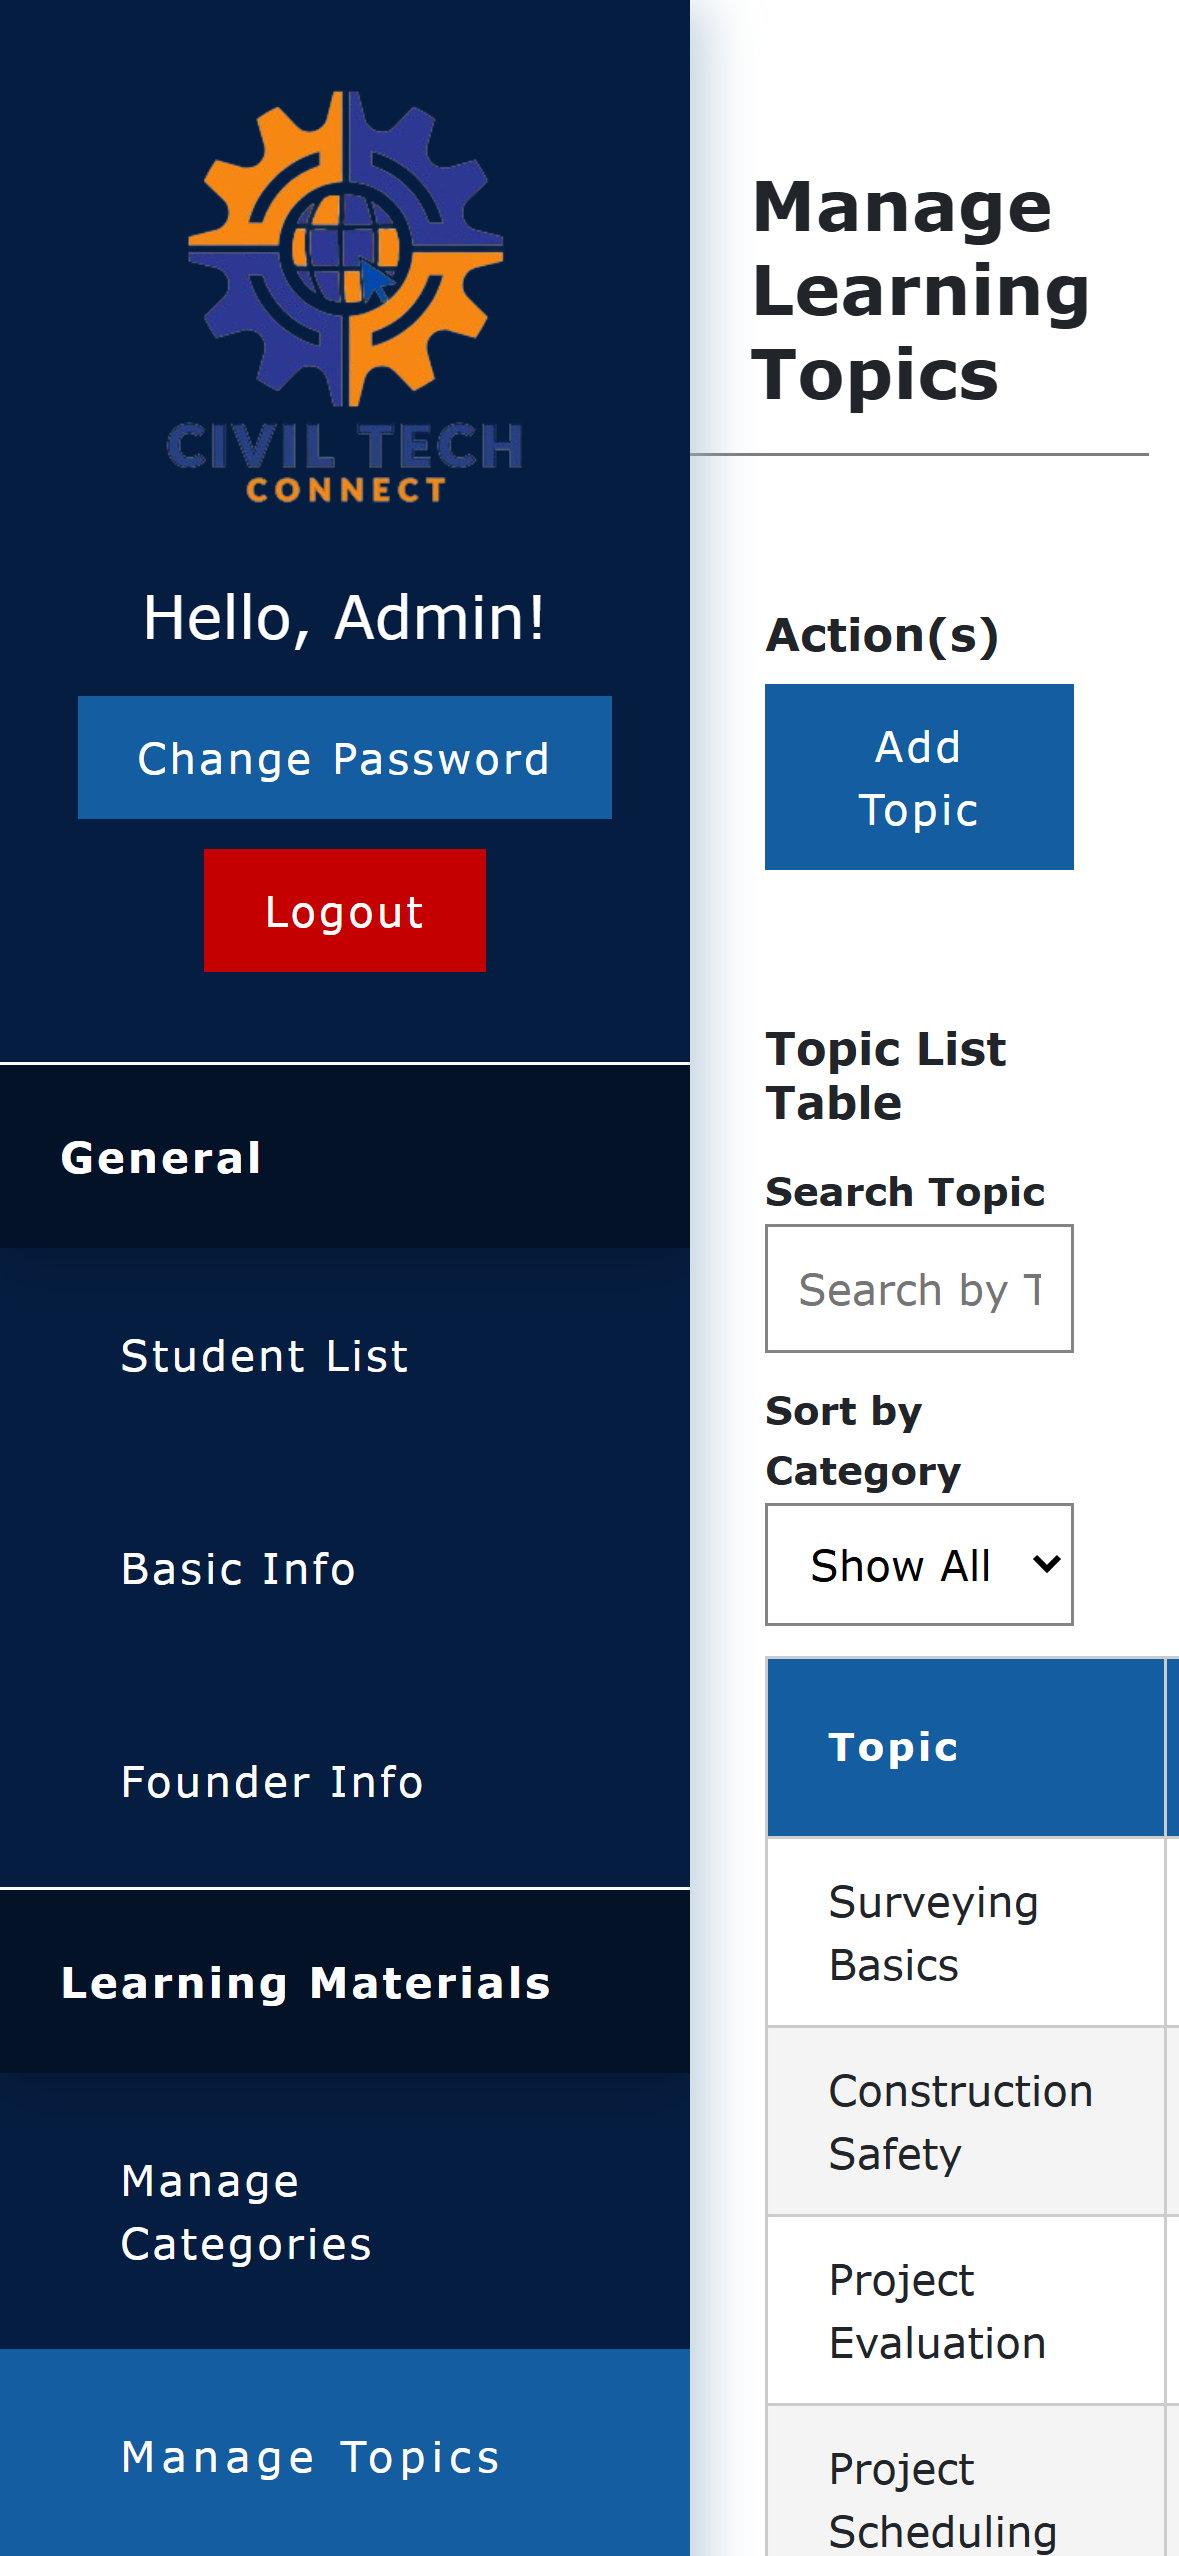 CIVIL TECH
CONNECT
Hello, Admin!
Change Password
Logout
General
Student List
Basic Info
Founder Info
Learning Materials
Manage
Categories
Manage Topics
Manage
Learning
Topics
Action(s)
Add
Topic
Topic List
Table
Search Topic
Search by T
Sort by
Category
Show All
Topic
Surveying
Basics
Construction
Safety
Project
Evaluation
Project
Scheduling